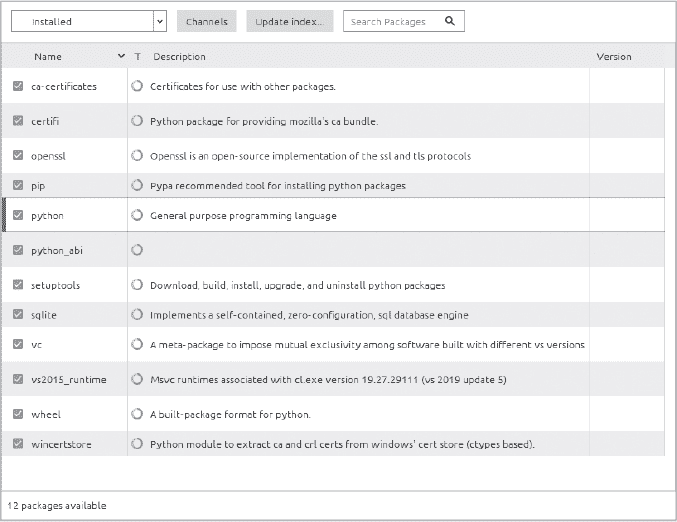 Installed Channels Update index... Search Packages
Name T Description Version
ca-certificates Certificates for use with other packages.
certifi Python package for providing mozilla's ca bundle.
openssl Openssl is an open-source implementation of the ssl and tls protocols
pip Pypa recommended tool for installing python packages
python General purpose programming language
python_abi
setuptools Download, build, install, upgrade, and uninstall python packages
sqlite Implements a self-contained, zero-configuration, sql database engine
vc A meta-package to impose mutual exclusivity among software built with different vs versions
vs2015_runtime Msvc runtimes associated with cl.exe version 19.27.29111 (vs 2019 update 5)
wheel A built-package format for python.
wincertstore Python module to extract ca and crl certs from windows' cert store (ctypes based).
12 packages available